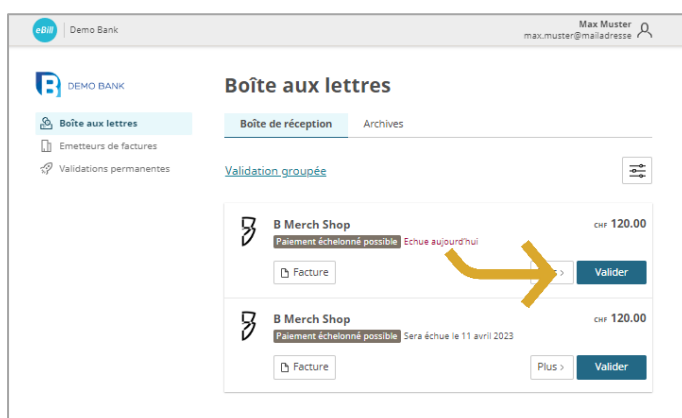 eBill Demo Bank
Max Muster
max.muster@mailadresse
DEMO BANK
Boîte aux lettres
Emetteurs de factures
Validations permanentes
Boîte aux lettres
Boîte de réception Archives
Validation groupée
B Merch Shop CHF 120.00
Paiement échelonné possible Echue aujourd'hui
Facture Valider
B Merch Shop CHF 120.00
Paiement échelonné possible Sera échue le 11 avril 2023
Facture Plus Valider